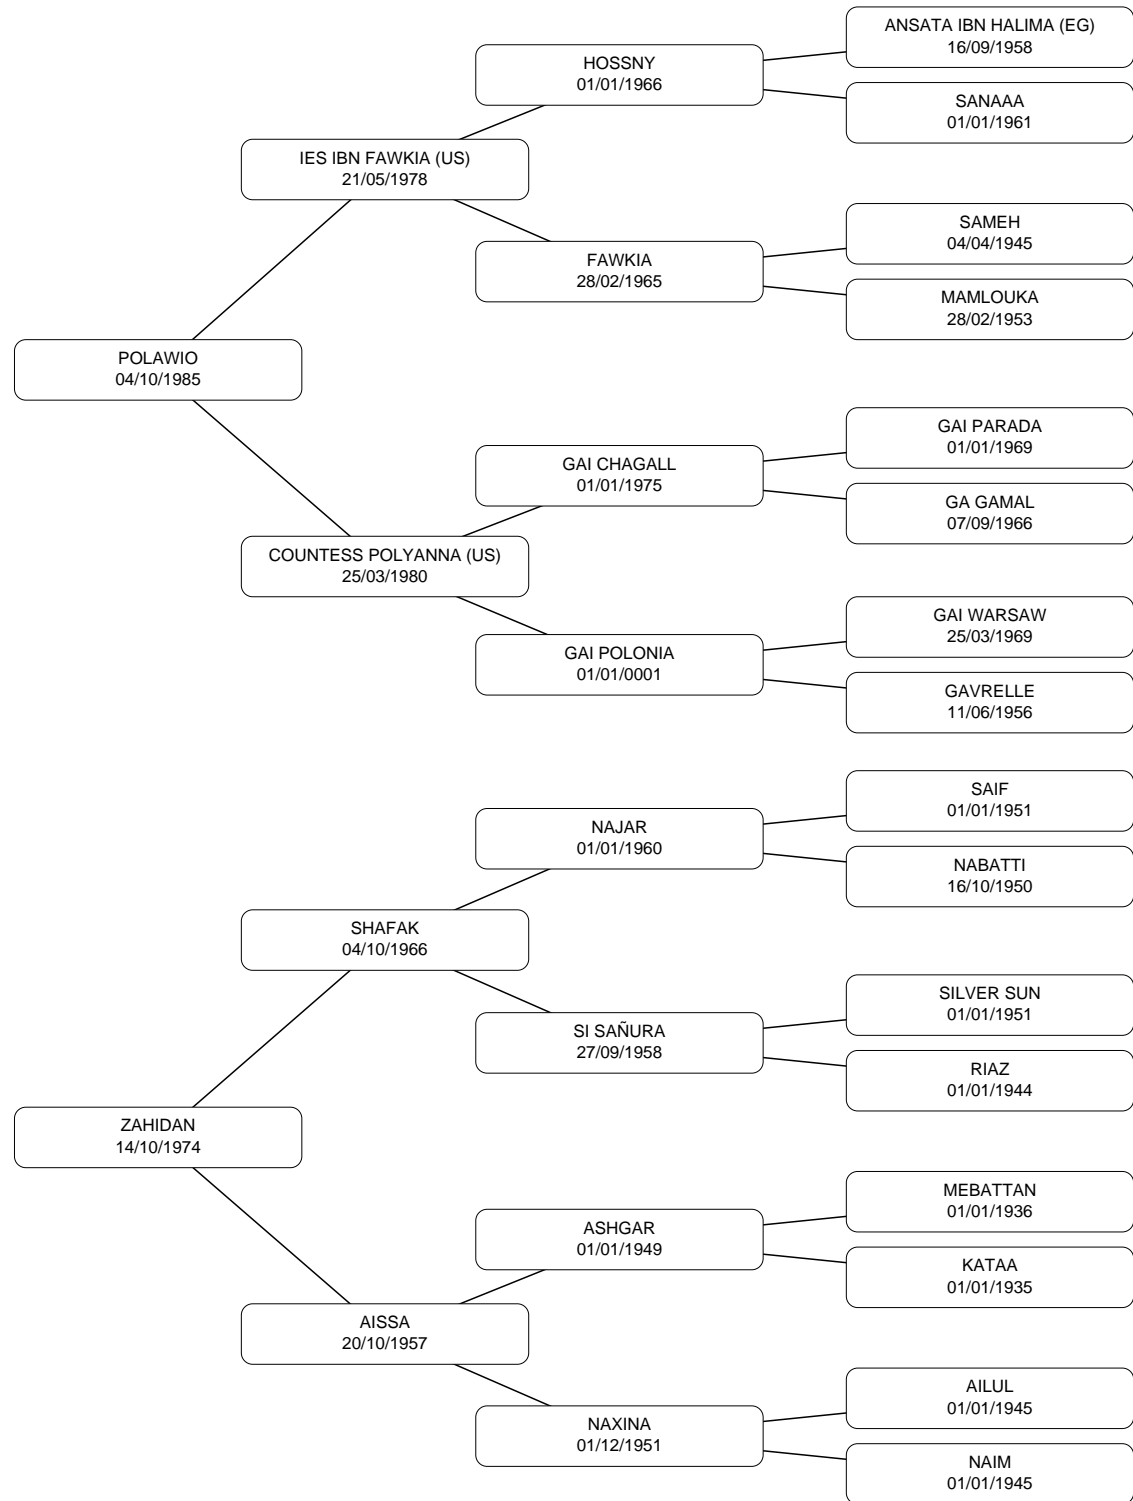 ANSATA IBN HALIMA (EG)
16/09/1958
HOSSNY
01/01/1966
SANAAA
01/01/1961
IES IBN FAWKIA (US)
21/05/1978
SAMEH
04/04/1945
FAWKIA
28/02/1965
MAMLOUKA
28/02/1953
POLAWIO
04/10/1985
GAI PARADA
01/01/1969
GAI CHAGALL
01/01/1975
GA GAMAL
07/09/1966
COUNTESS POLYANNA (US)
25/03/1980
GAI WARSAW
25/03/1969
GAI POLONIA
01/01/0001
GAVRELLE
11/06/1956
SAIF
01/01/1951
NAJAR
01/01/1960
NABATTI
16/10/1950
SHAFAK
04/10/1966
SILVER SUN
01/01/1951
SI SAÑURA
27/09/1958
RIAZ
01/01/1944
ZAHIDAN
14/10/1974
MEBATTAN
01/01/1936
ASHGAR
01/01/1949
KATAA
01/01/1935
AISSA
20/10/1957
AILUL
01/01/1945
NAXINA
01/12/1951
NAIM
01/01/1945